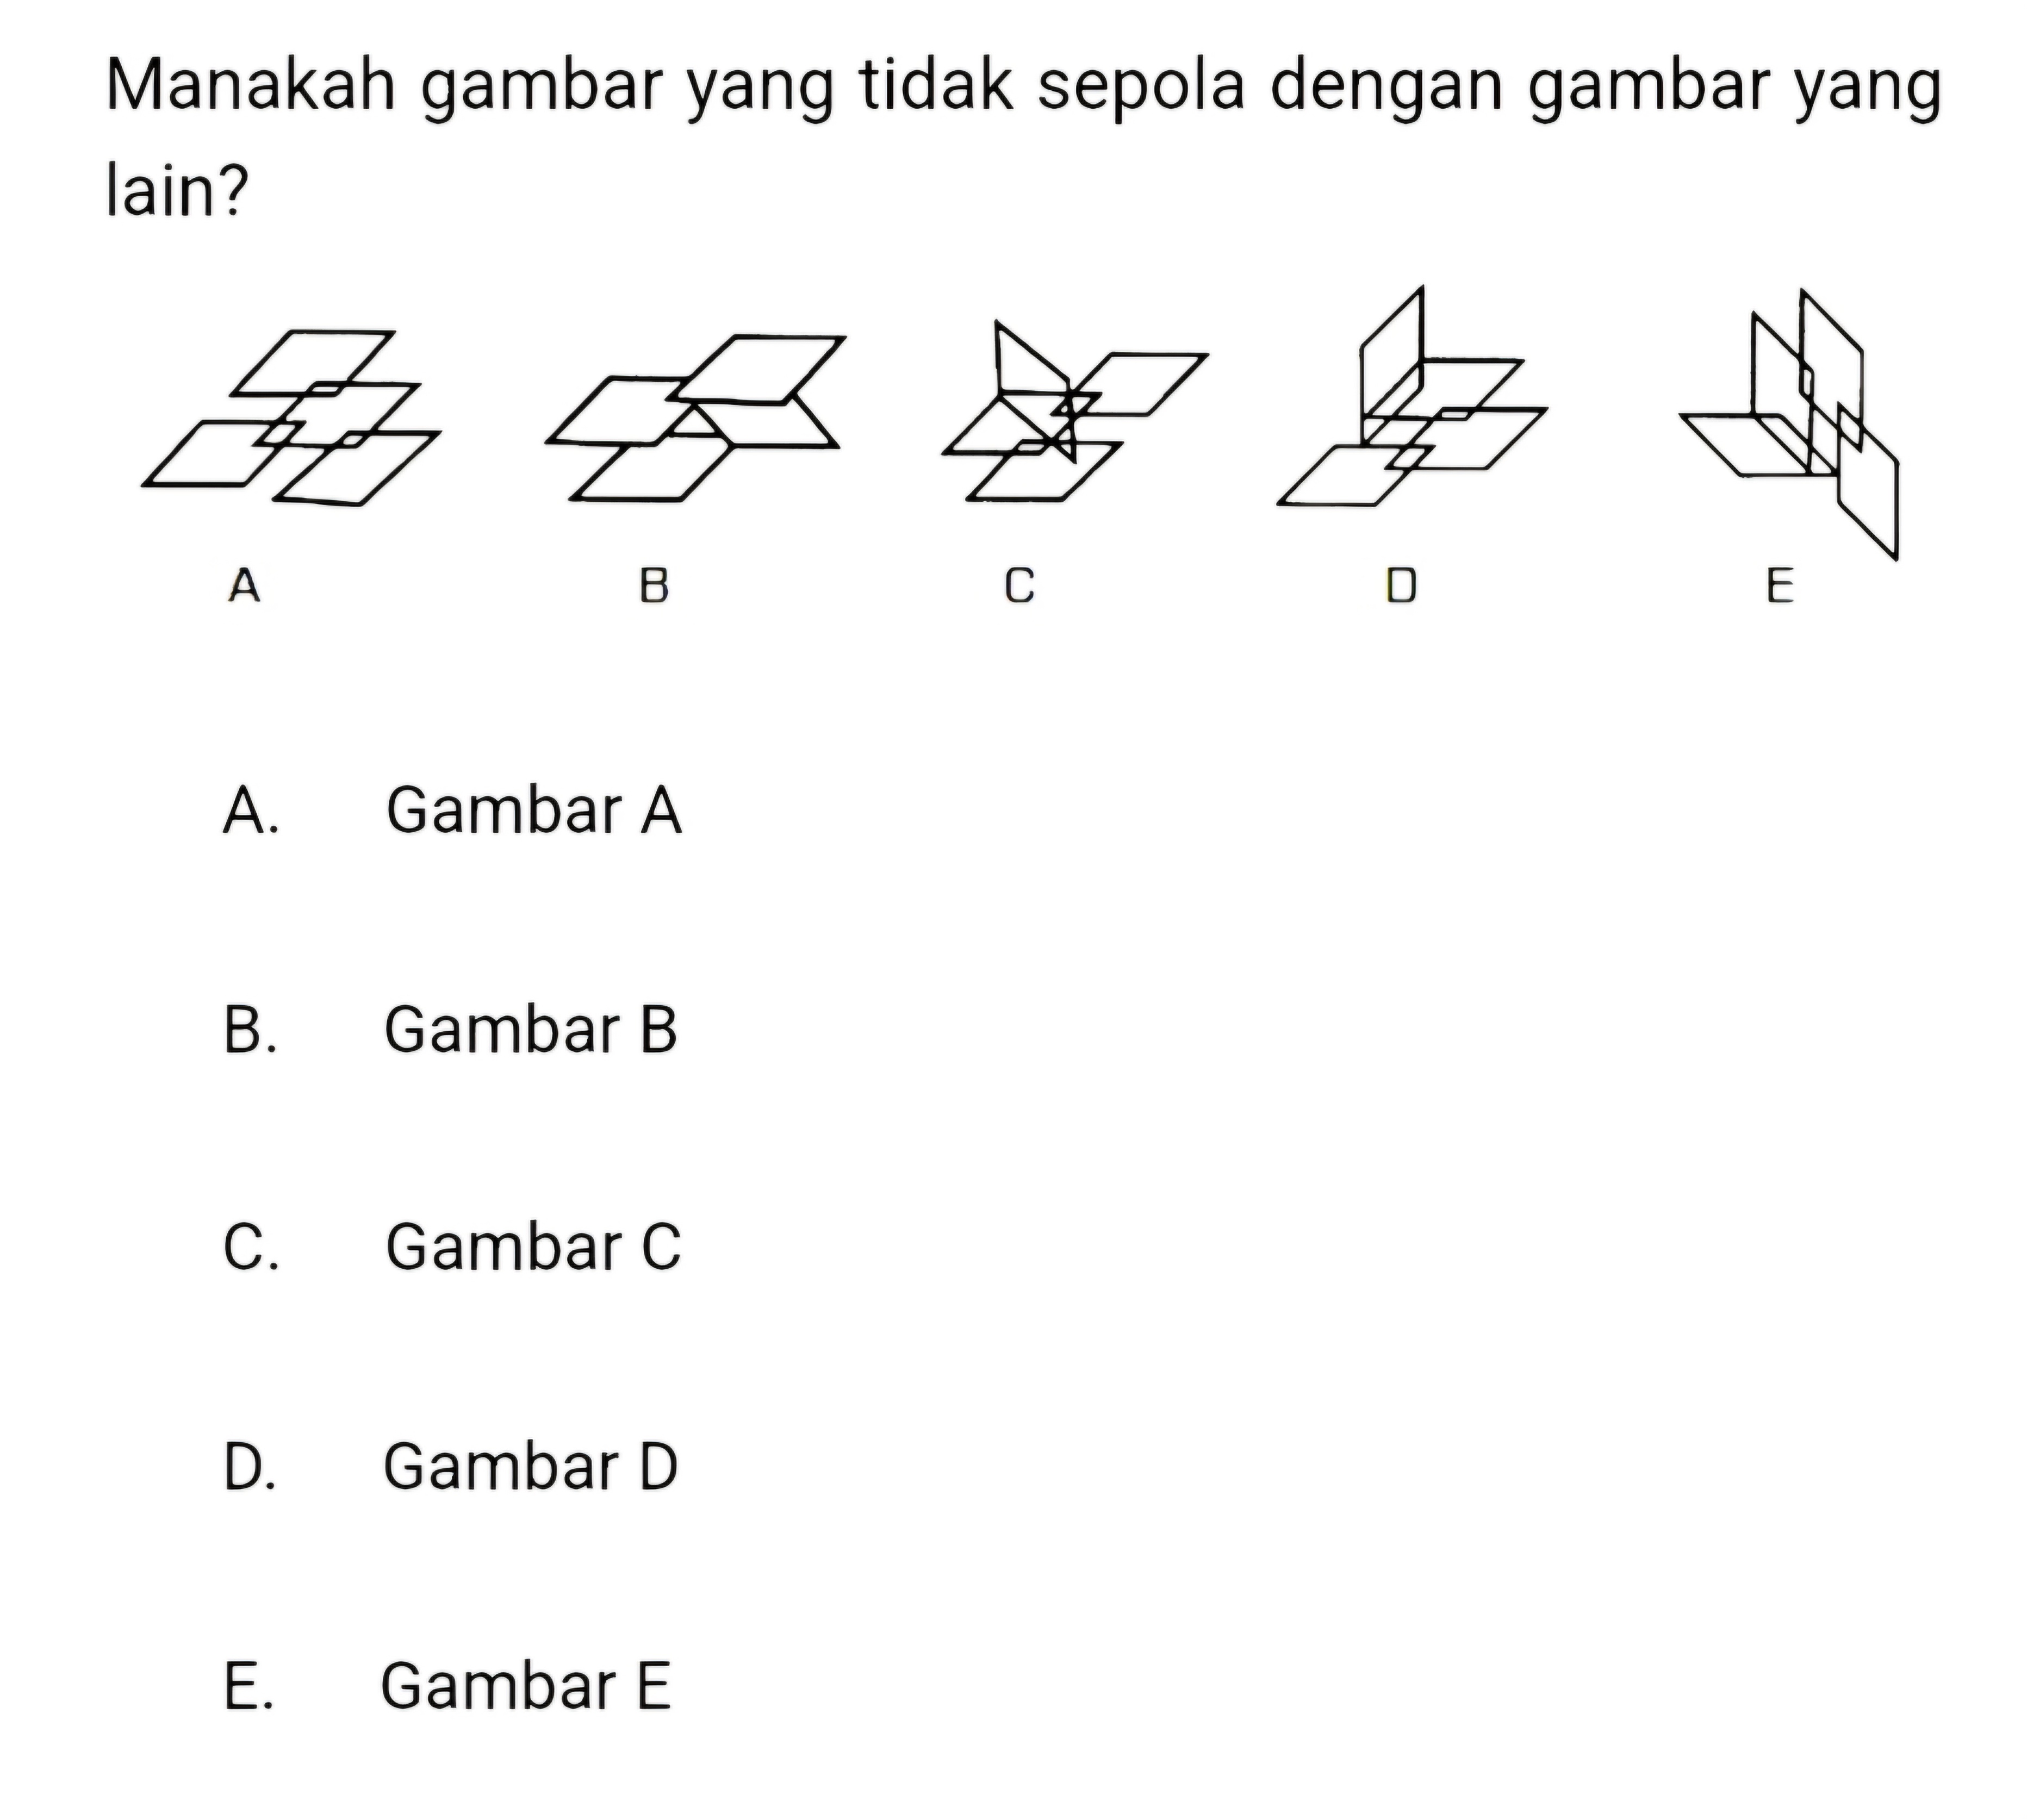 Manakah gambar yang tidak sepola dengan gambar yang
lain?
A B C D E
A. Gambar A
B. Gambar B
C. Gambar C
D. Gambar D
E. Gambar E